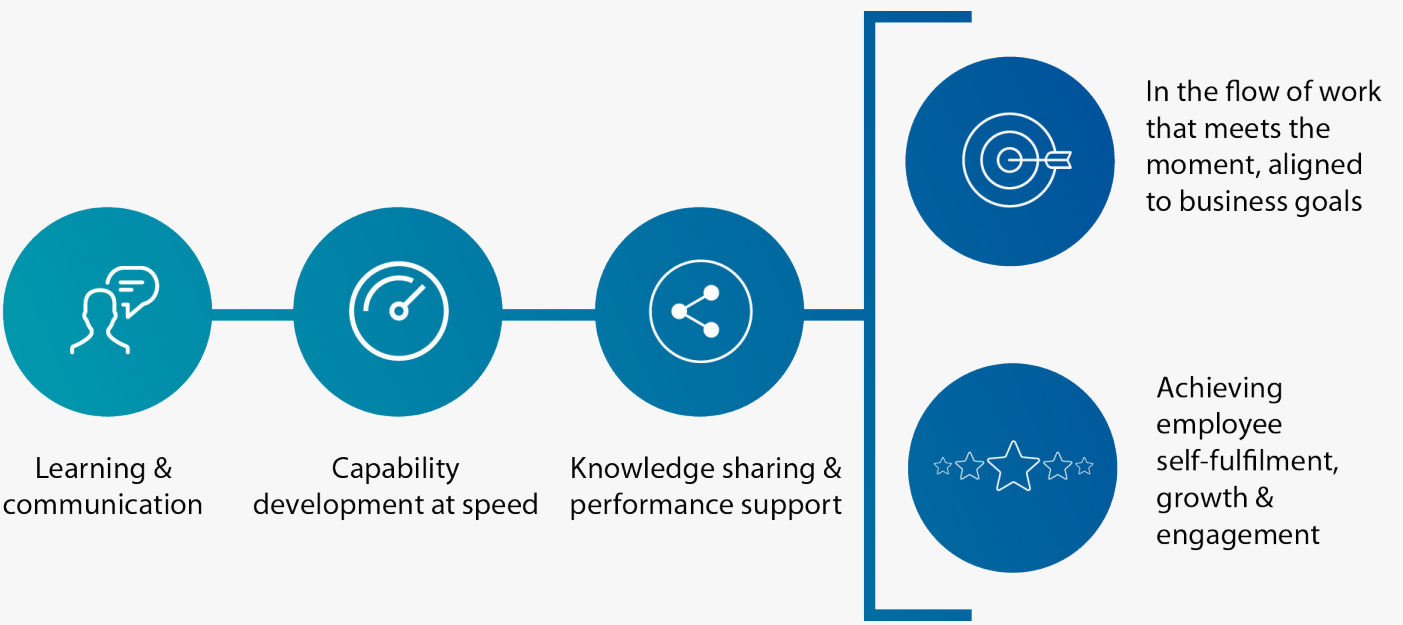 Learning &
communication
Capability
development at speed
Knowledge sharing &
performance support
In the flow of work
that meets the
moment, aligned
to business goals
Achieving
employee
self-fulfilment,
growth &
engagement